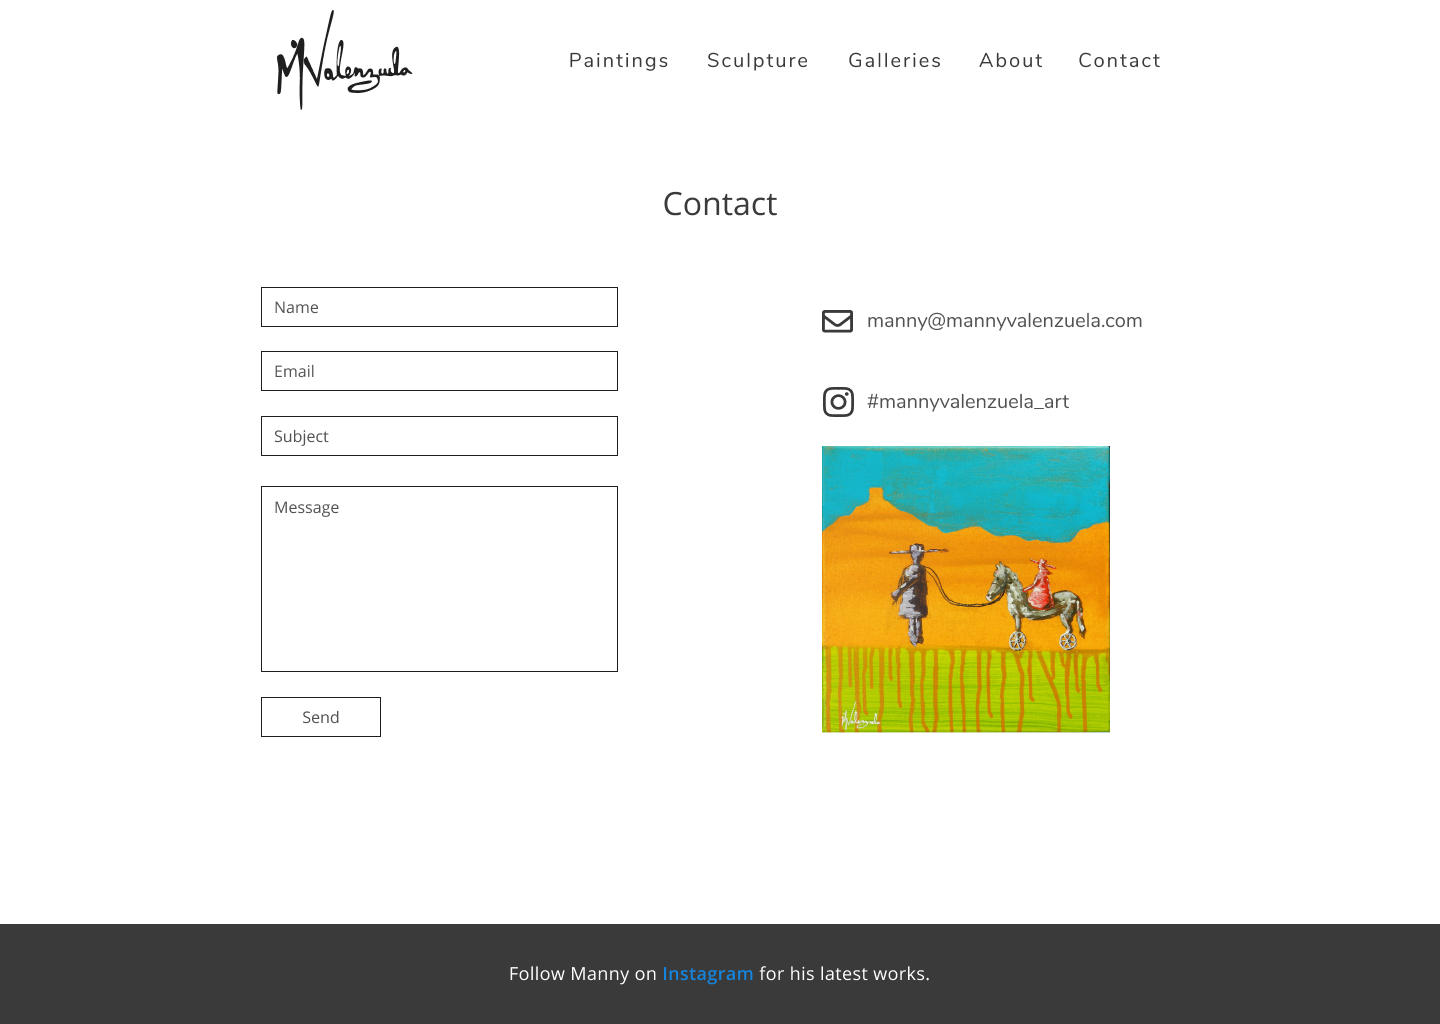 MValenzuela
Paintings Sculpture Galleries About Contact
Contact
Name
Email
Subject
Message
Send
manny@mannyvalenzuela.com
#mannyvalenzuela_art
MValenzuela
Follow Manny on Instagram for his latest works.